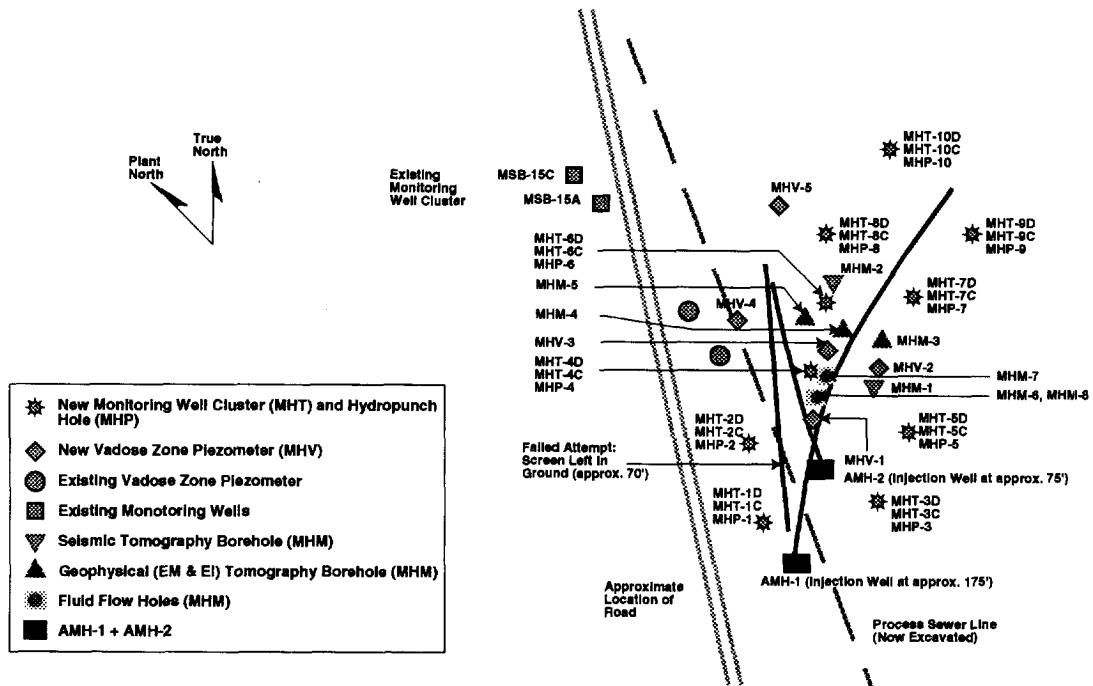 True
North
Plant
North
Existing
Monitoring
Well Cluster
MSB-15C
MSB-15A
MHT-10D
MHT-10C
MHP-10
MHV-5
MHT-8D
MHT-8C
MHP-8
MHT-9D
MHT-9C
MHP-9
MHT-6D
MHT-6C
MHP-6
MHM-2
MHM-5
MHV-4
MHT-7D
MHT-7C
MHP-7
MHM-4
MHV-3
MHM-3
MHT-4D
MHT-4C
MHP-4
MHV-2
MHM-7
MHM-1
MHM-6, MHM-8
MHT-2D
MHT-2C
MHP-2
MHT-5D
MHT-5C
MHP-5
Failed Attempt:
Screen Left in
Ground (approx. 70')
MHV-1
AMH-2 (Injection Well at approx. 75')
MHT-1D
MHT-1C
MHP-1
MHT-3D
MHT-3C
MHP-3
AMH-1 (Injection Well at approx. 175')
Approximate
Location of
Road
Process Sewer Line
(Now Excavated)
New Monitoring Well Cluster (MHT) and Hydropunch
Hole (MHP)
New Vadose Zone Piezometer (MHV)
Existing Vadose Zone Piezometer
Existing Monotoring Wells
Seismic Tomography Borehole (MHM)
Geophysical (EM & EI) Tomography Borehole (MHM)
Fluid Flow Holes (MHM)
AMH-1 + AMH-2